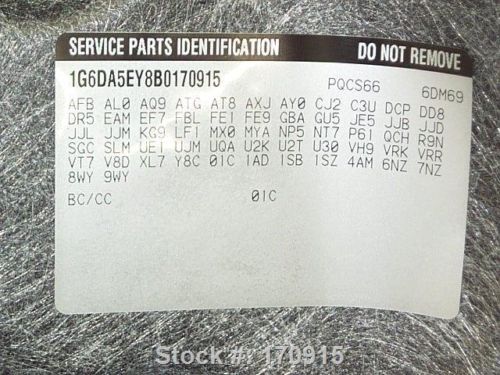 SERVICE PARTS IDENTIFICATION DO NOT REMOVE
1G6DA5EY8B0170915 PQCS66 6DM69
AFB AL0 AQ9 ATG AT8 AXJ AY0 CJ2 C3U DCP DD8
DR5 EAM EF7 FBL FE1 FE9 GBA GU5 JE5 JJB JJD
JJL JJM KG9 LF1 MX0 MYA NP5 NT7 P61 QCH R9N
SGC SLM UE1 UJM UQA U2K U2T U30 VH9 VRK VRR
VT7 V8D XL7 Y8C 01C 1AD 1SB 1SZ 4AM 6NZ 7NZ
8WY 9WY
BC/CC 01C
Stock #: 170915